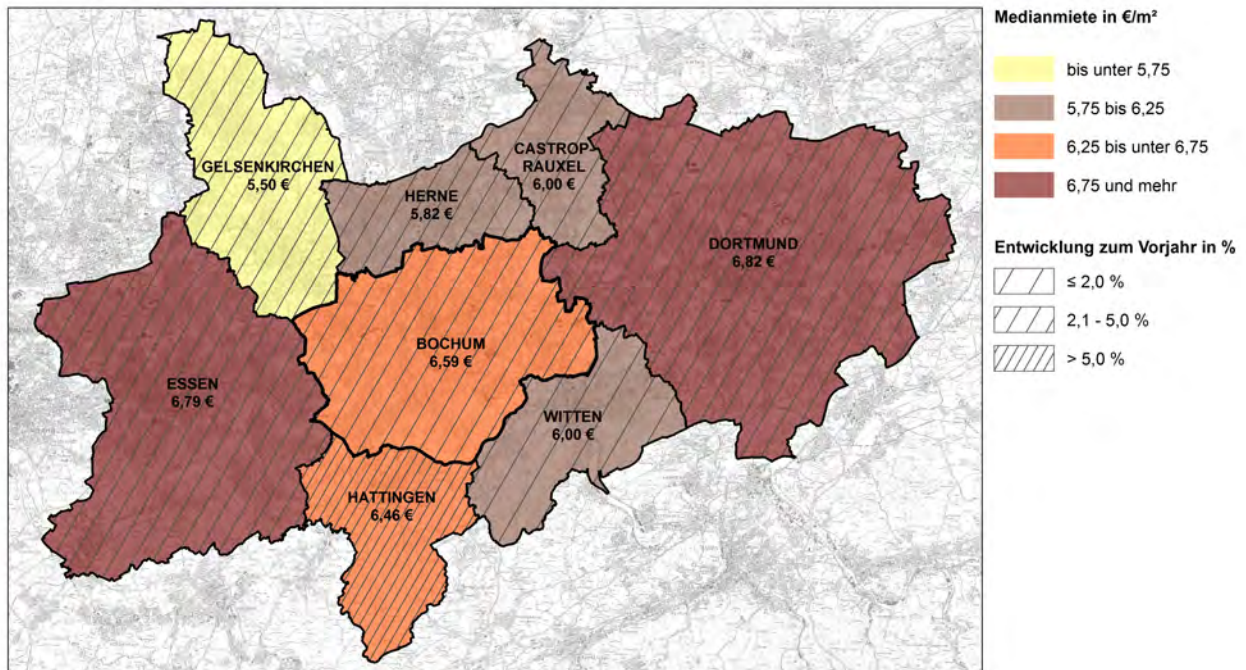 GELSENKIRCHEN
5,50 €
CASTROP-
RAUXEL
6,00 €
HERNE
5,82 €
DORTMUND
6,82 €
BOCHUM
6,59 €
ESSEN
6,79 €
WITTEN
6,00 €
HATTINGEN
6,46 €
Medianmiete in €/m²
bis unter 5,75
5,75 bis 6,25
6,25 bis unter 6,75
6,75 und mehr
Entwicklung zum Vorjahr in %
≤ 2,0 %
2,1 - 5,0 %
> 5,0 %